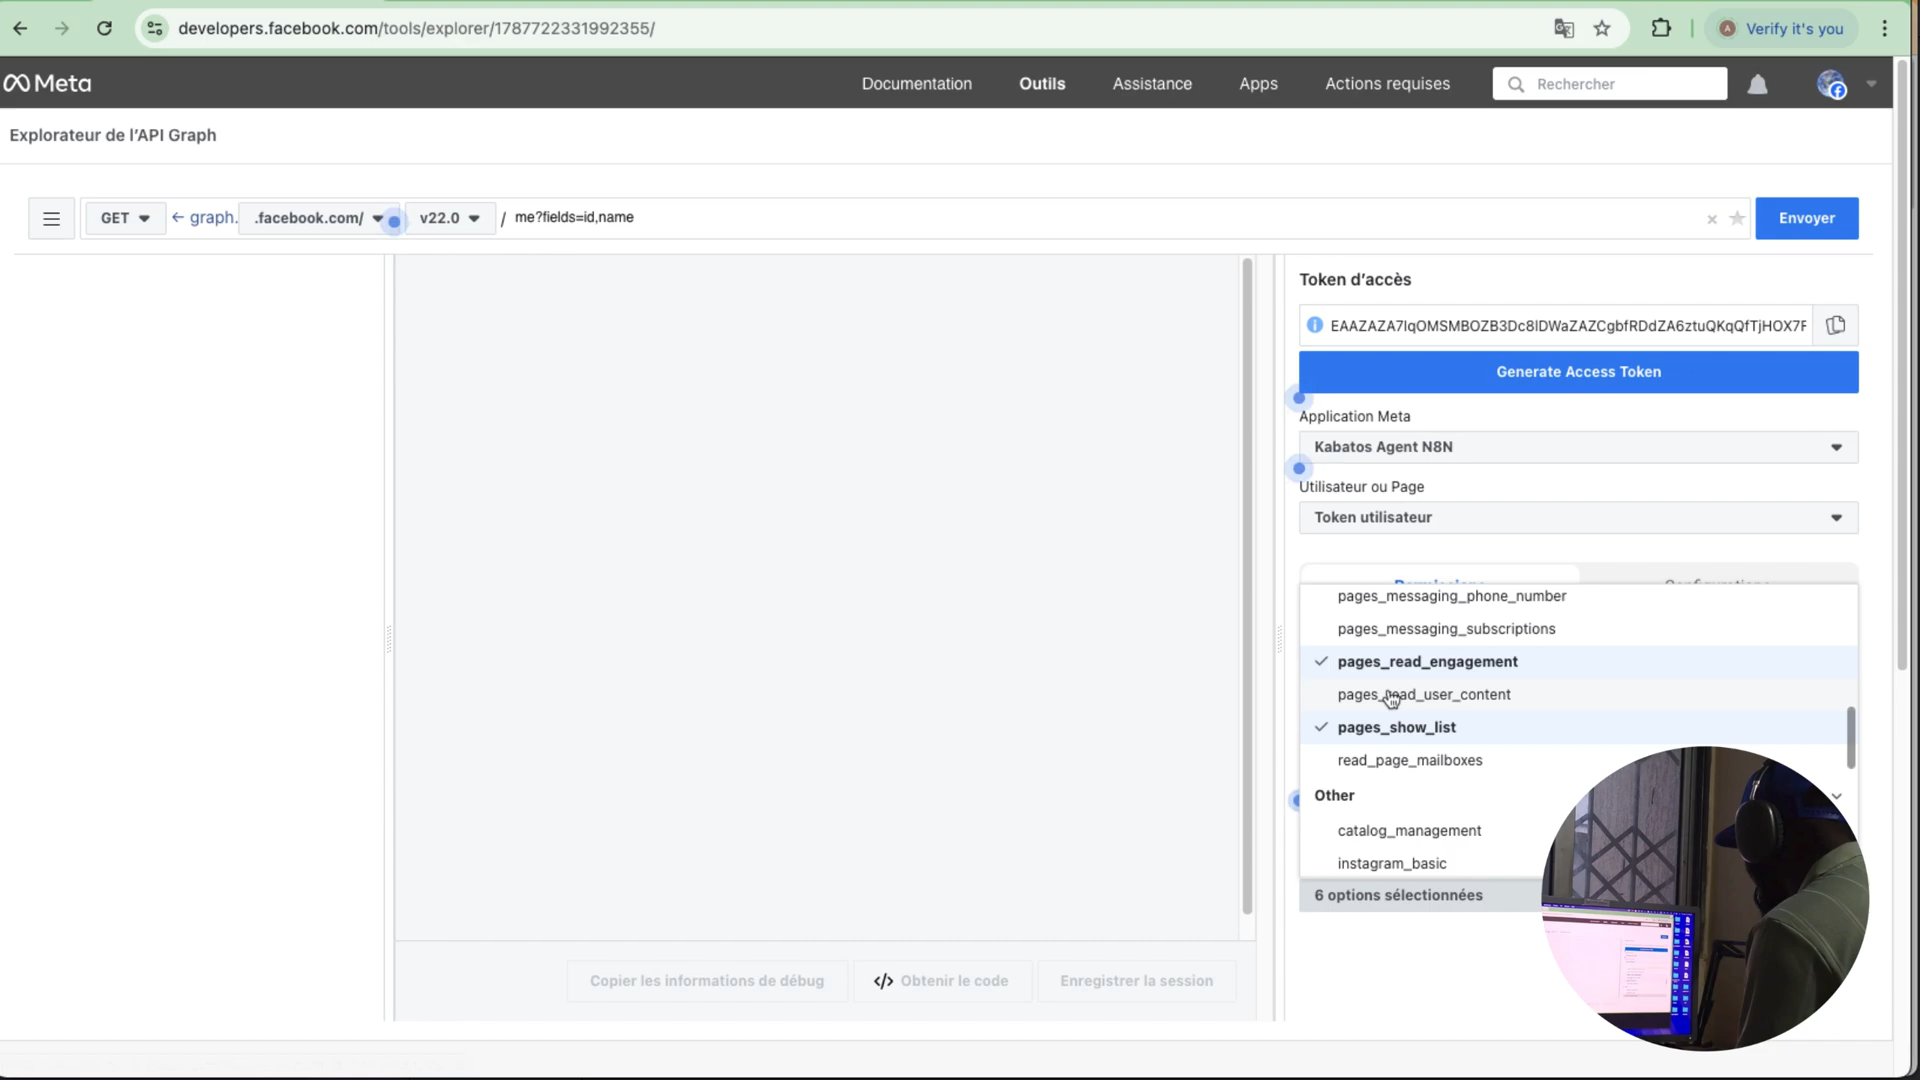 developers.facebook.com/tools/explorer/1787722331992355/
A
Verify it's you
Meta
Documentation
Outils
Assistance
Apps
Actions requises
Rechercher
Explorateur de l'API Graph
GET
graph.
.facebook.com/
v22.0
/
me?fields=id,name
Envoyer
Token d'accès
EAAZAZA7IqOMSMBOZB3Dc8IDWaZAZCgbfRDdZA6ztuQKqQfTjHOX7F
Generate Access Token
Application Meta
Kabatos Agent N8N
Utilisateur ou Page
Token utilisateur
Permissions
Configurations
pages_messaging_phone_number
pages_messaging_subscriptions
pages_read_engagement
pages_read_user_content
pages_show_list
read_page_mailboxes
Other
catalog_management
instagram_basic
6 options sélectionnées
Copier les informations de débug
</> Obtenir le code
Enregistrer la session